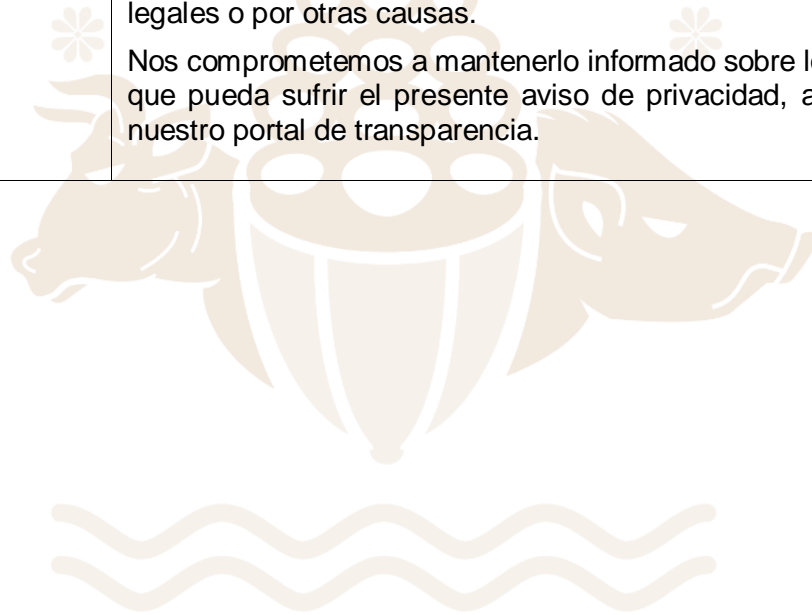 legales o por otras causas.
Nos comprometemos a mantenerlo informado sobre
que pueda sufrir el presente aviso de privacidad,
nuestro portal de transparencia.